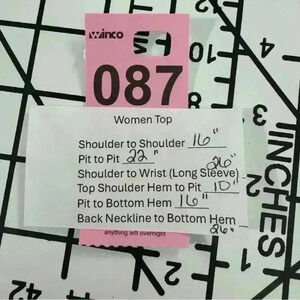 winco
087
Women Top
Shoulder to Shoulder 16"
Pit to Pit 22"
Shoulder to Wrist (Long Sleeve) 26"
Top Shoulder Hem to Pit 10"
Pit to Bottom Hem 16"
Back Neckline to Bottom Hem 26"
anything left overnight
INCHES